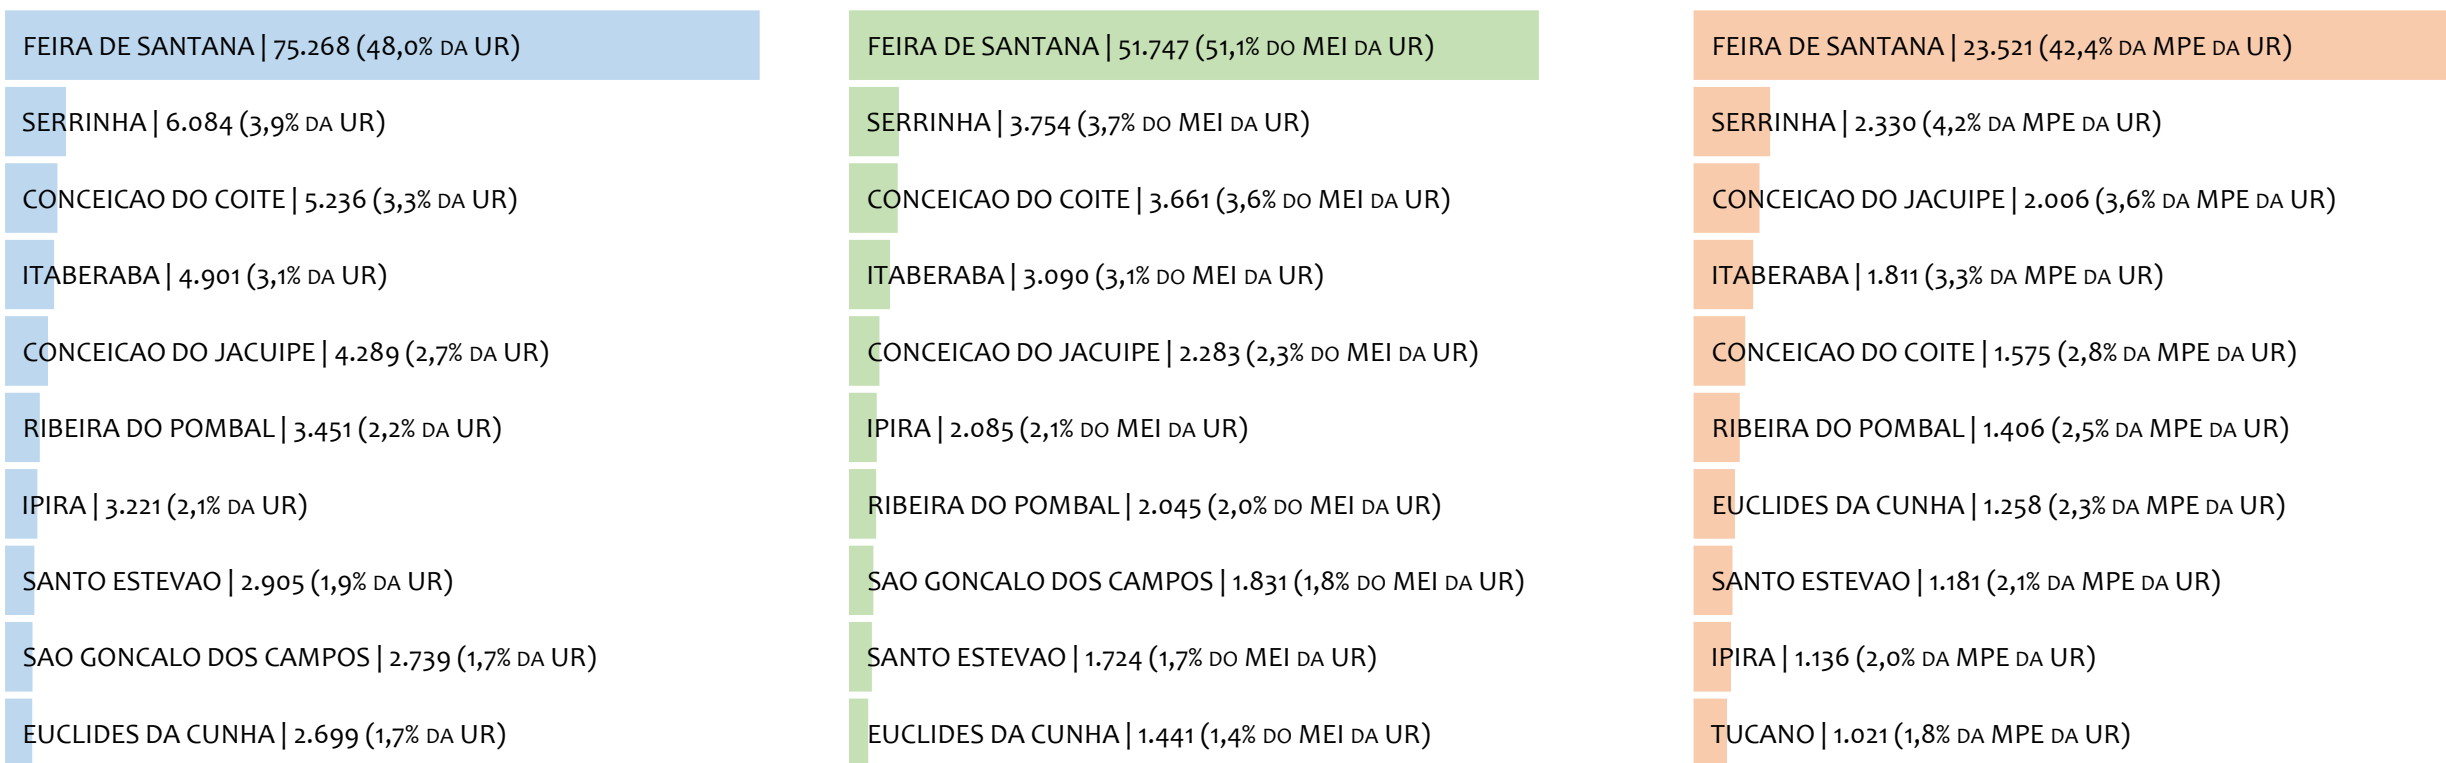 FEIRA DE SANTANA | 75.268 (48,0% DA UR)
SERRINHA | 6.084 (3,9% DA UR)
CONCEICAO DO COITE | 5.236 (3,3% DA UR)
ITABERABA | 4.901 (3,1% DA UR)
CONCEICAO DO JACUIPE | 4.289 (2,7% DA UR)
RIBEIRA DO POMBAL | 3.451 (2,2% DA UR)
IPIRA | 3.221 (2,1% DA UR)
SANTO ESTEVAO | 2.905 (1,9% DA UR)
SAO GONCALO DOS CAMPOS | 2.739 (1,7% DA UR)
EUCLIDES DA CUNHA | 2.699 (1,7% DA UR)
FEIRA DE SANTANA | 51.747 (51,1% DO MEI DA UR)
SERRINHA | 3.754 (3,7% DO MEI DA UR)
CONCEICAO DO COITE | 3.661 (3,6% DO MEI DA UR)
ITABERABA | 3.090 (3,1% DO MEI DA UR)
CONCEICAO DO JACUIPE | 2.283 (2,3% DO MEI DA UR)
IPIRA | 2.085 (2,1% DO MEI DA UR)
RIBEIRA DO POMBAL | 2.045 (2,0% DO MEI DA UR)
SAO GONCALO DOS CAMPOS | 1.831 (1,8% DO MEI DA UR)
SANTO ESTEVAO | 1.724 (1,7% DO MEI DA UR)
EUCLIDES DA CUNHA | 1.441 (1,4% DO MEI DA UR)
FEIRA DE SANTANA | 23.521 (42,4% DA MPE DA UR)
SERRINHA | 2.330 (4,2% DA MPE DA UR)
CONCEICAO DO JACUIPE | 2.006 (3,6% DA MPE DA UR)
ITABERABA | 1.811 (3,3% DA MPE DA UR)
CONCEICAO DO COITE | 1.575 (2,8% DA MPE DA UR)
RIBEIRA DO POMBAL | 1.406 (2,5% DA MPE DA UR)
EUCLIDES DA CUNHA | 1.258 (2,3% DA MPE DA UR)
SANTO ESTEVAO | 1.181 (2,1% DA MPE DA UR)
IPIRA | 1.136 (2,0% DA MPE DA UR)
TUCANO | 1.021 (1,8% DA MPE DA UR)